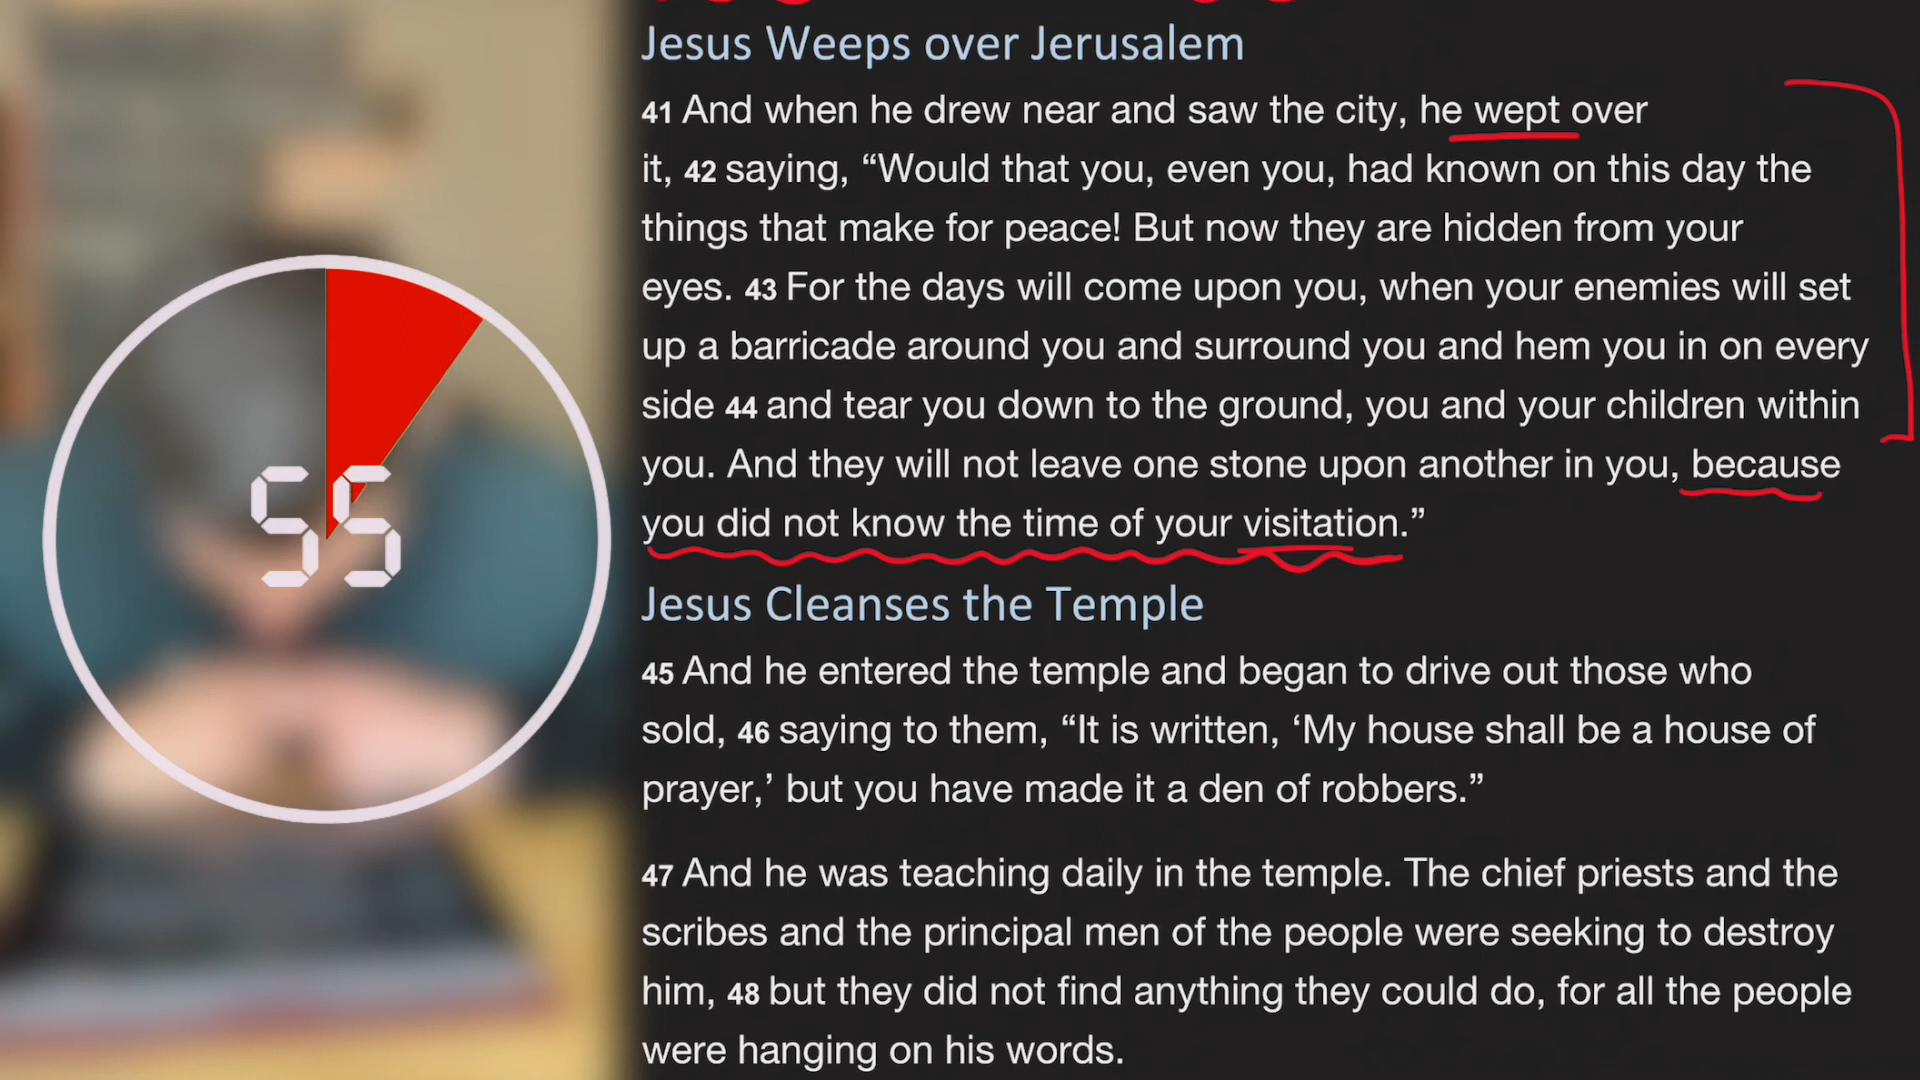 Jesus Weeps over Jerusalem
41 And when he drew near and saw the city, he wept over
it, 42 saying, “Would that you, even you, had known on this day the
things that make for peace! But now they are hidden from your
eyes. 43 For the days will come upon you, when your enemies will set
up a barricade around you and surround you and hem you in on every
side 44 and tear you down to the ground, you and your children within
you. And they will not leave one stone upon another in you, because
you did not know the time of your visitation.”
Jesus Cleanses the Temple
45 And he entered the temple and began to drive out those who
sold, 46 saying to them, “It is written, ‘My house shall be a house of
prayer,’ but you have made it a den of robbers.”
47 And he was teaching daily in the temple. The chief priests and the
scribes and the principal men of the people were seeking to destroy
him, 48 but they did not find anything they could do, for all the people
were hanging on his words.
55